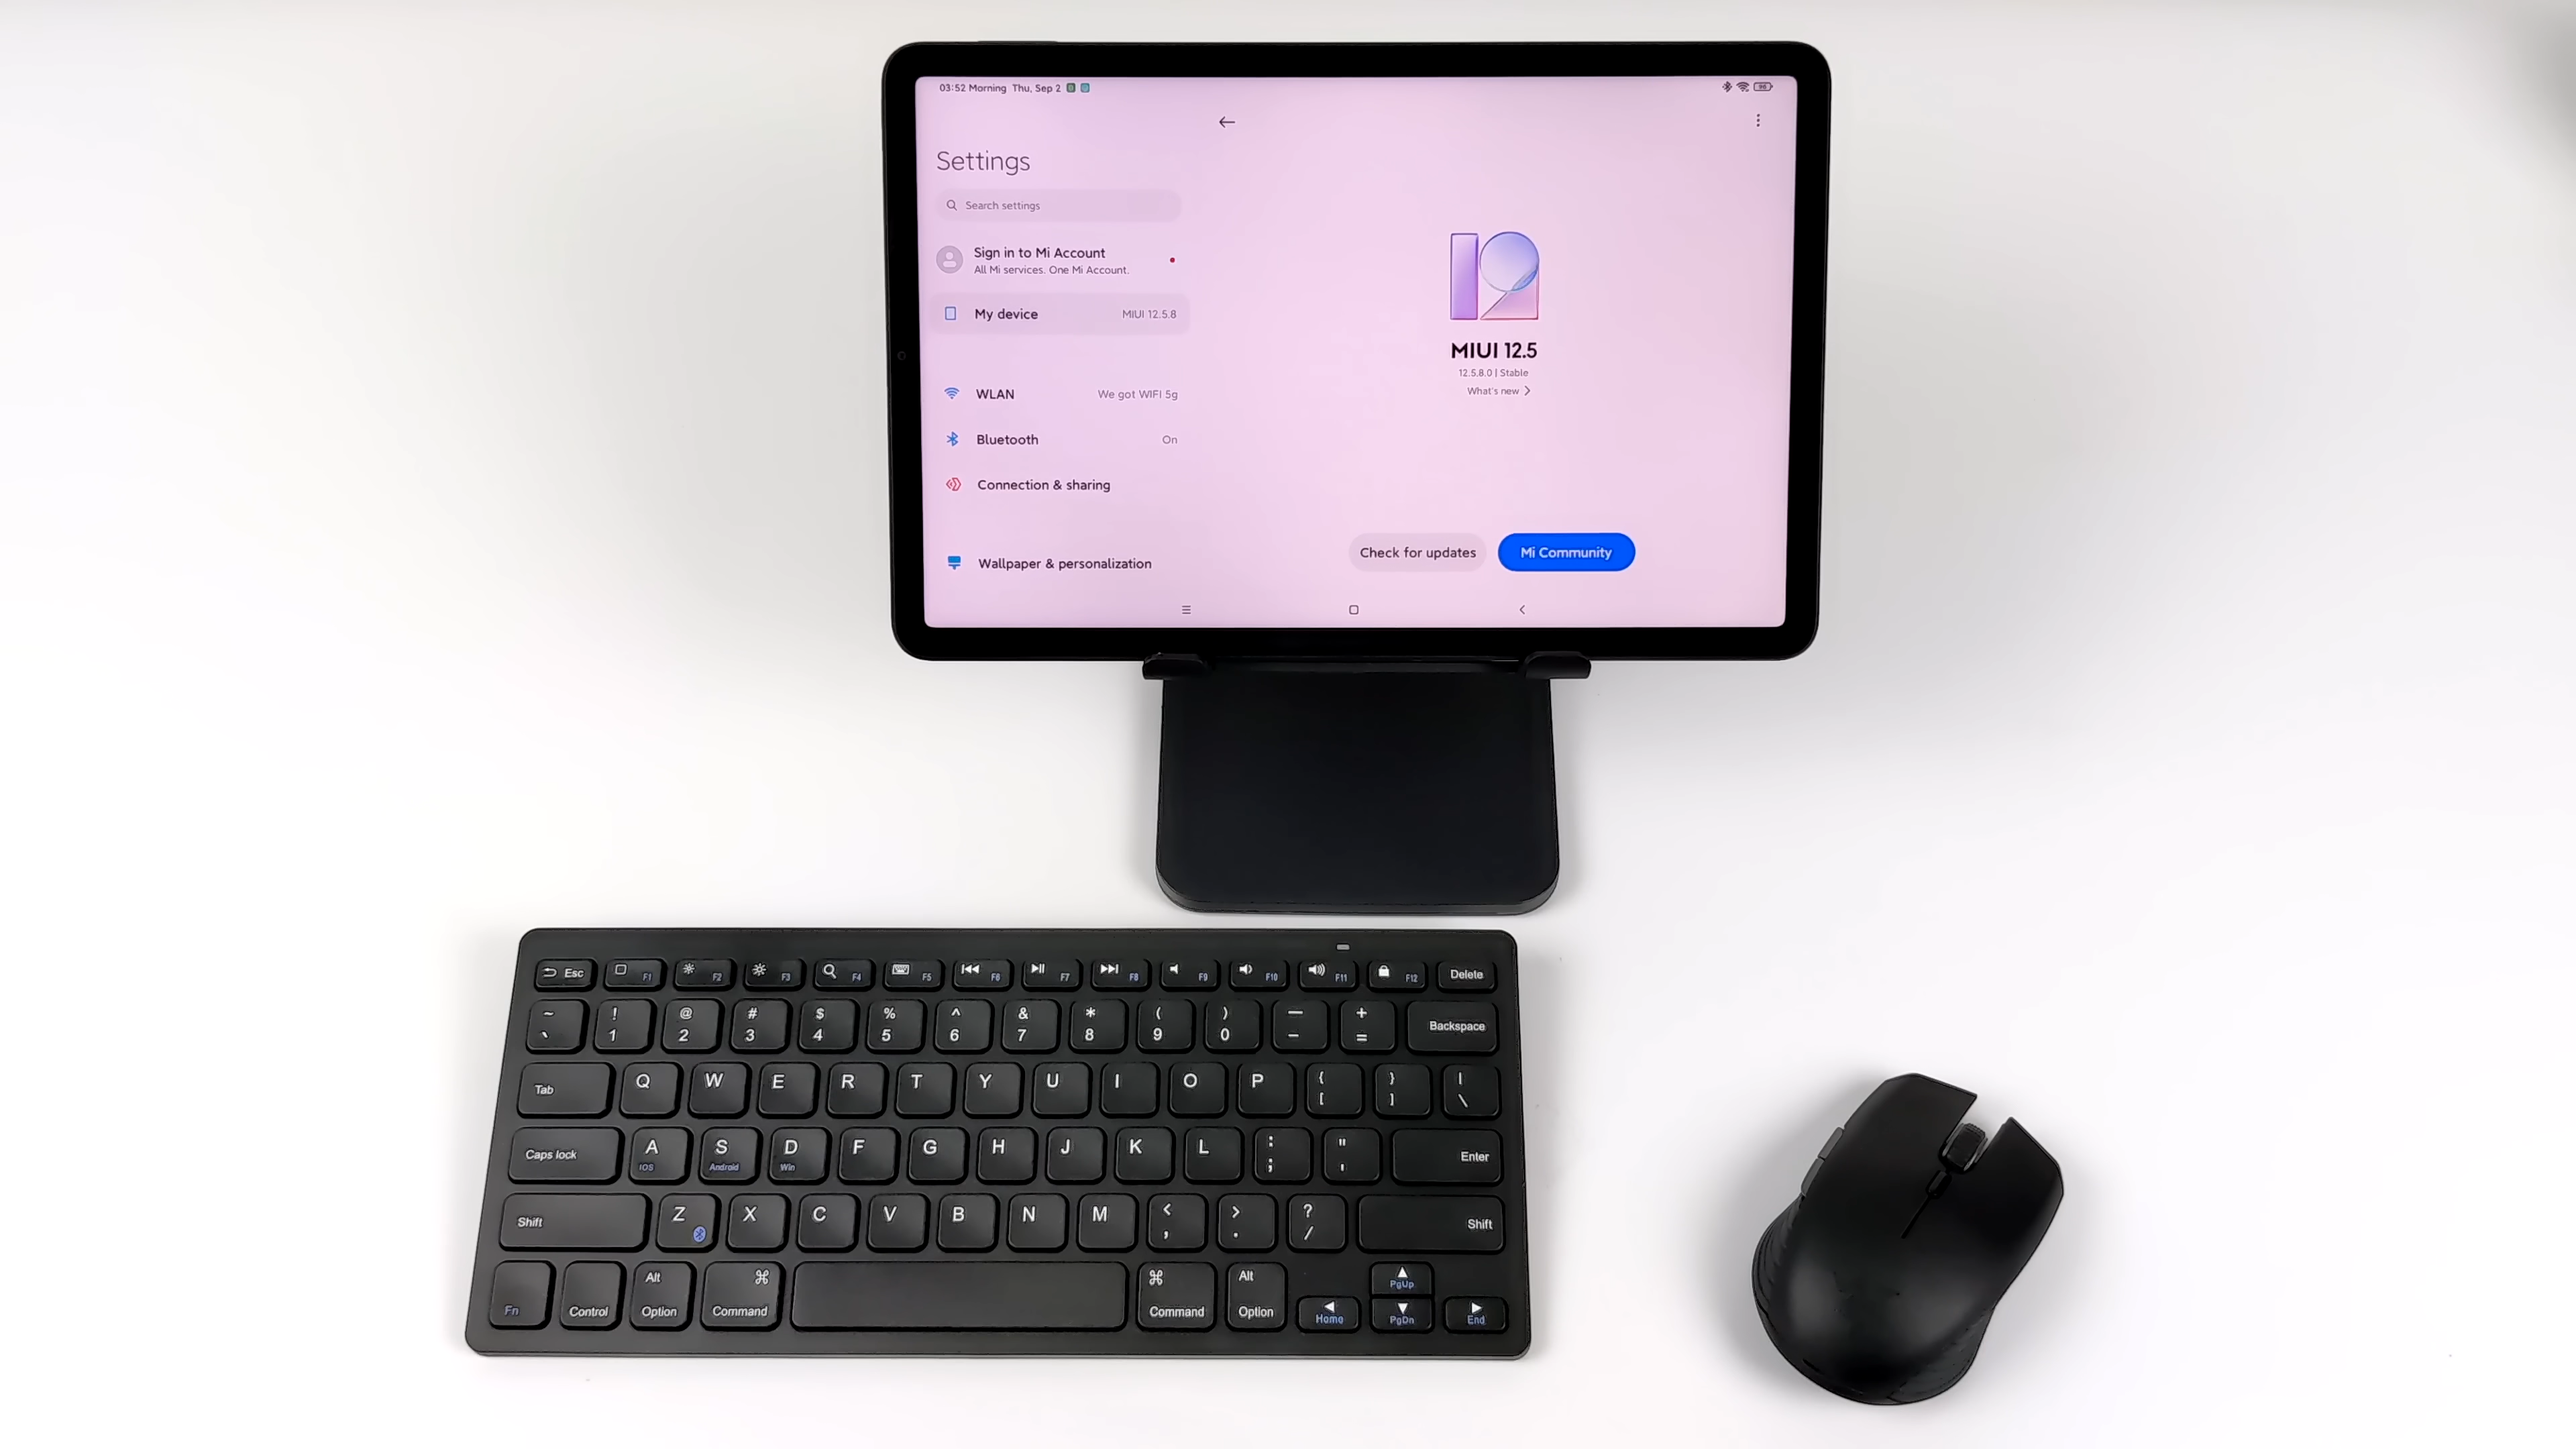 03:52 Morning Thu, Sep 2
98
Settings
Search settings
Sign in to Mi Account
All Mi services. One Mi Account.
My device MIUI 12.5.8
WLAN We got WIFI 5g
Bluetooth On
Connection & sharing
Wallpaper & personalization
12
MIUI 12.5
12.5.8.0 | Stable
What's new >
Check for updates Mi Community
Esc F1 F2 F3 F4 F5 F6 F7 F8 F9 F10 F11 F12 Delete
~ ! @ # $ % ^ & * ( ) — +
` 1 2 3 4 5 6 7 8 9 0 - = Backspace
Tab Q W E R T Y U I O P { [ } ] | \
Caps lock A S D F G H J K L : ; " ' Enter
IOS Android Win
Shift Z X C V B N M < , > . ? / Shift
Alt ⌘ ⌘ Alt PgUp
Fn Control Option Command Command Option Home PgDn End